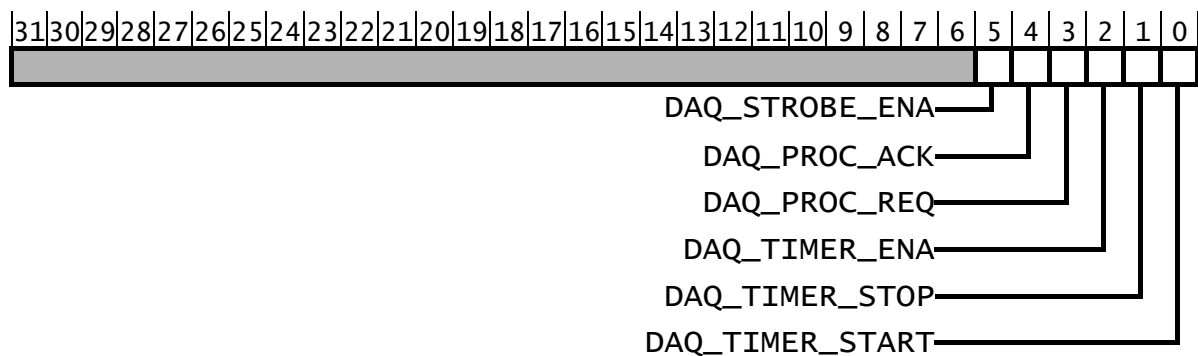 31 30 29 28 27 26 25 24 23 22 21 20 19 18 17 16 15 14 13 12 11 10 9 8 7 6 5 4 3 2 1 0
DAQ_STROBE_ENA
DAQ_PROC_ACK
DAQ_PROC_REQ
DAQ_TIMER_ENA
DAQ_TIMER_STOP
DAQ_TIMER_START